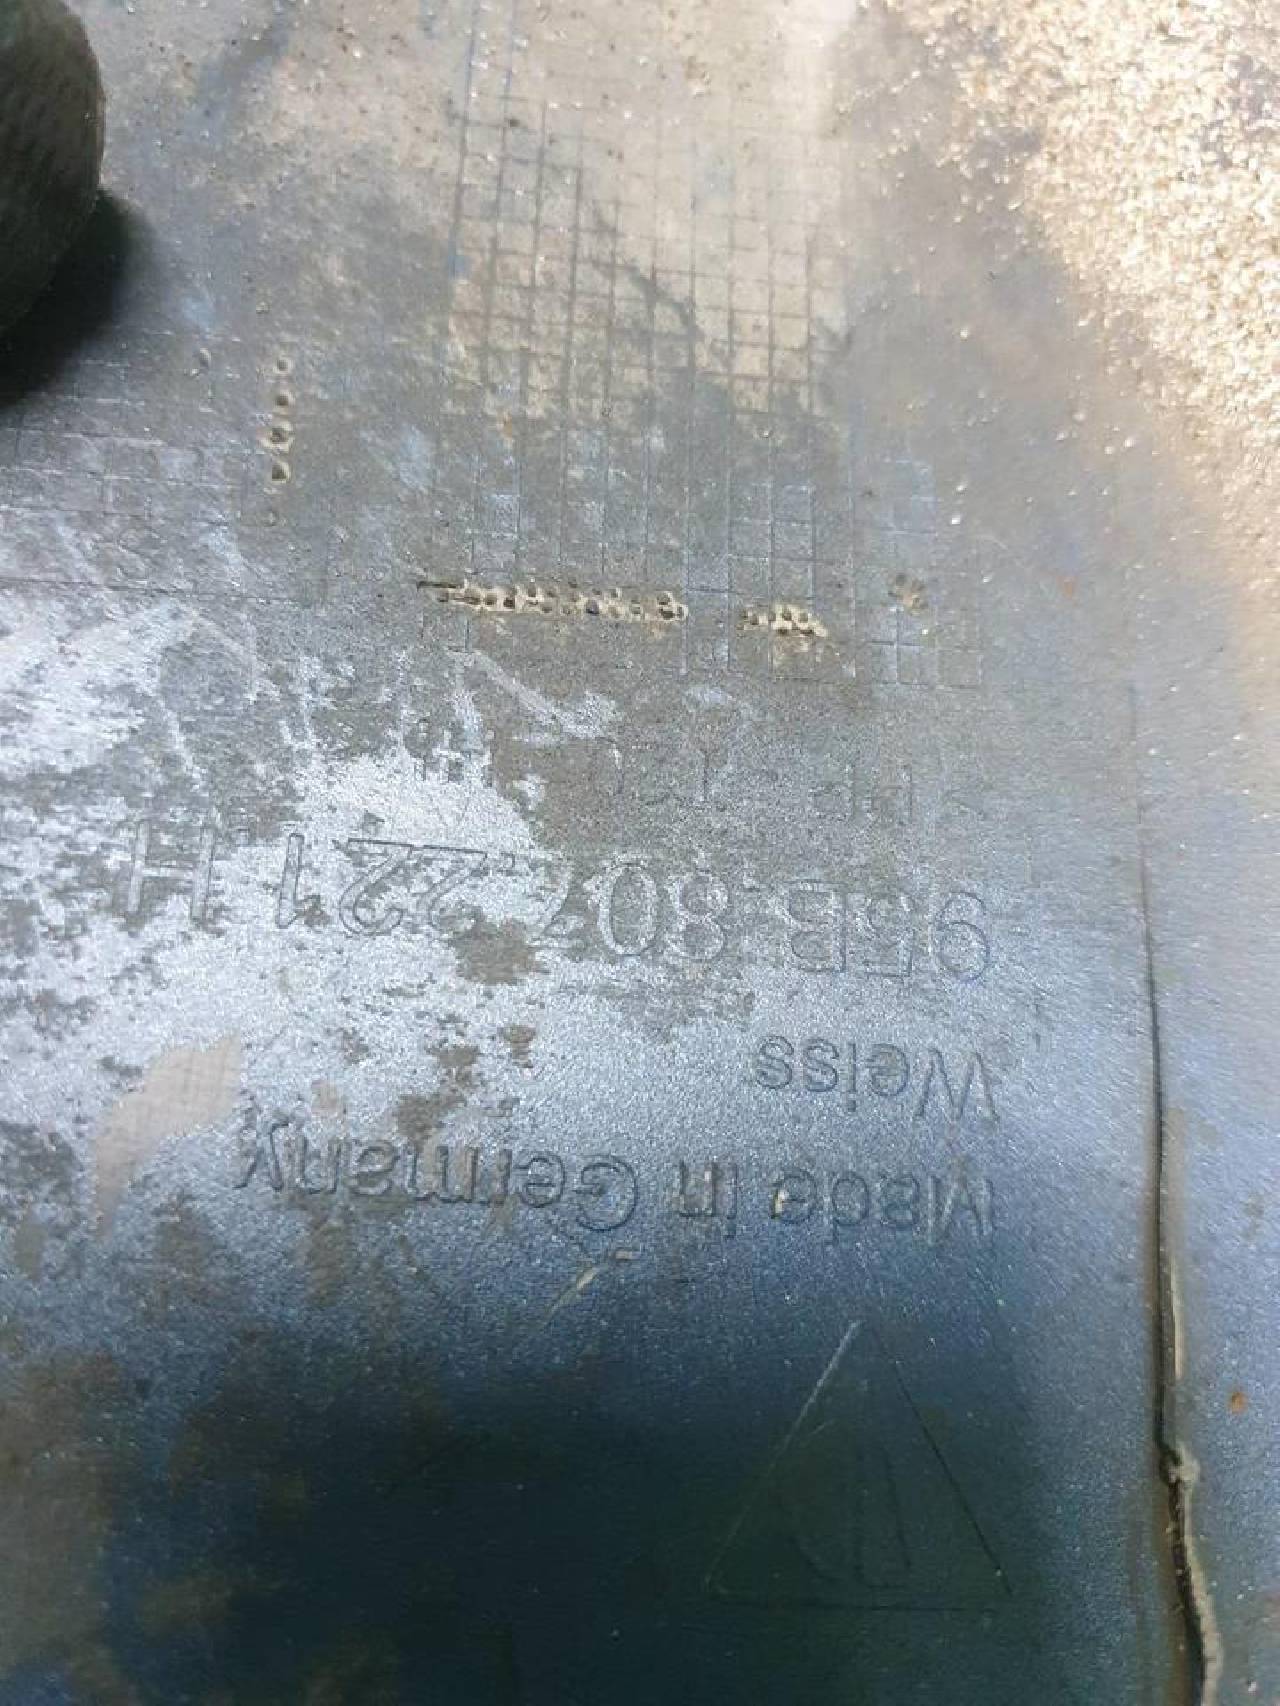 Made in Germany
Weiss
95B.807.221 H